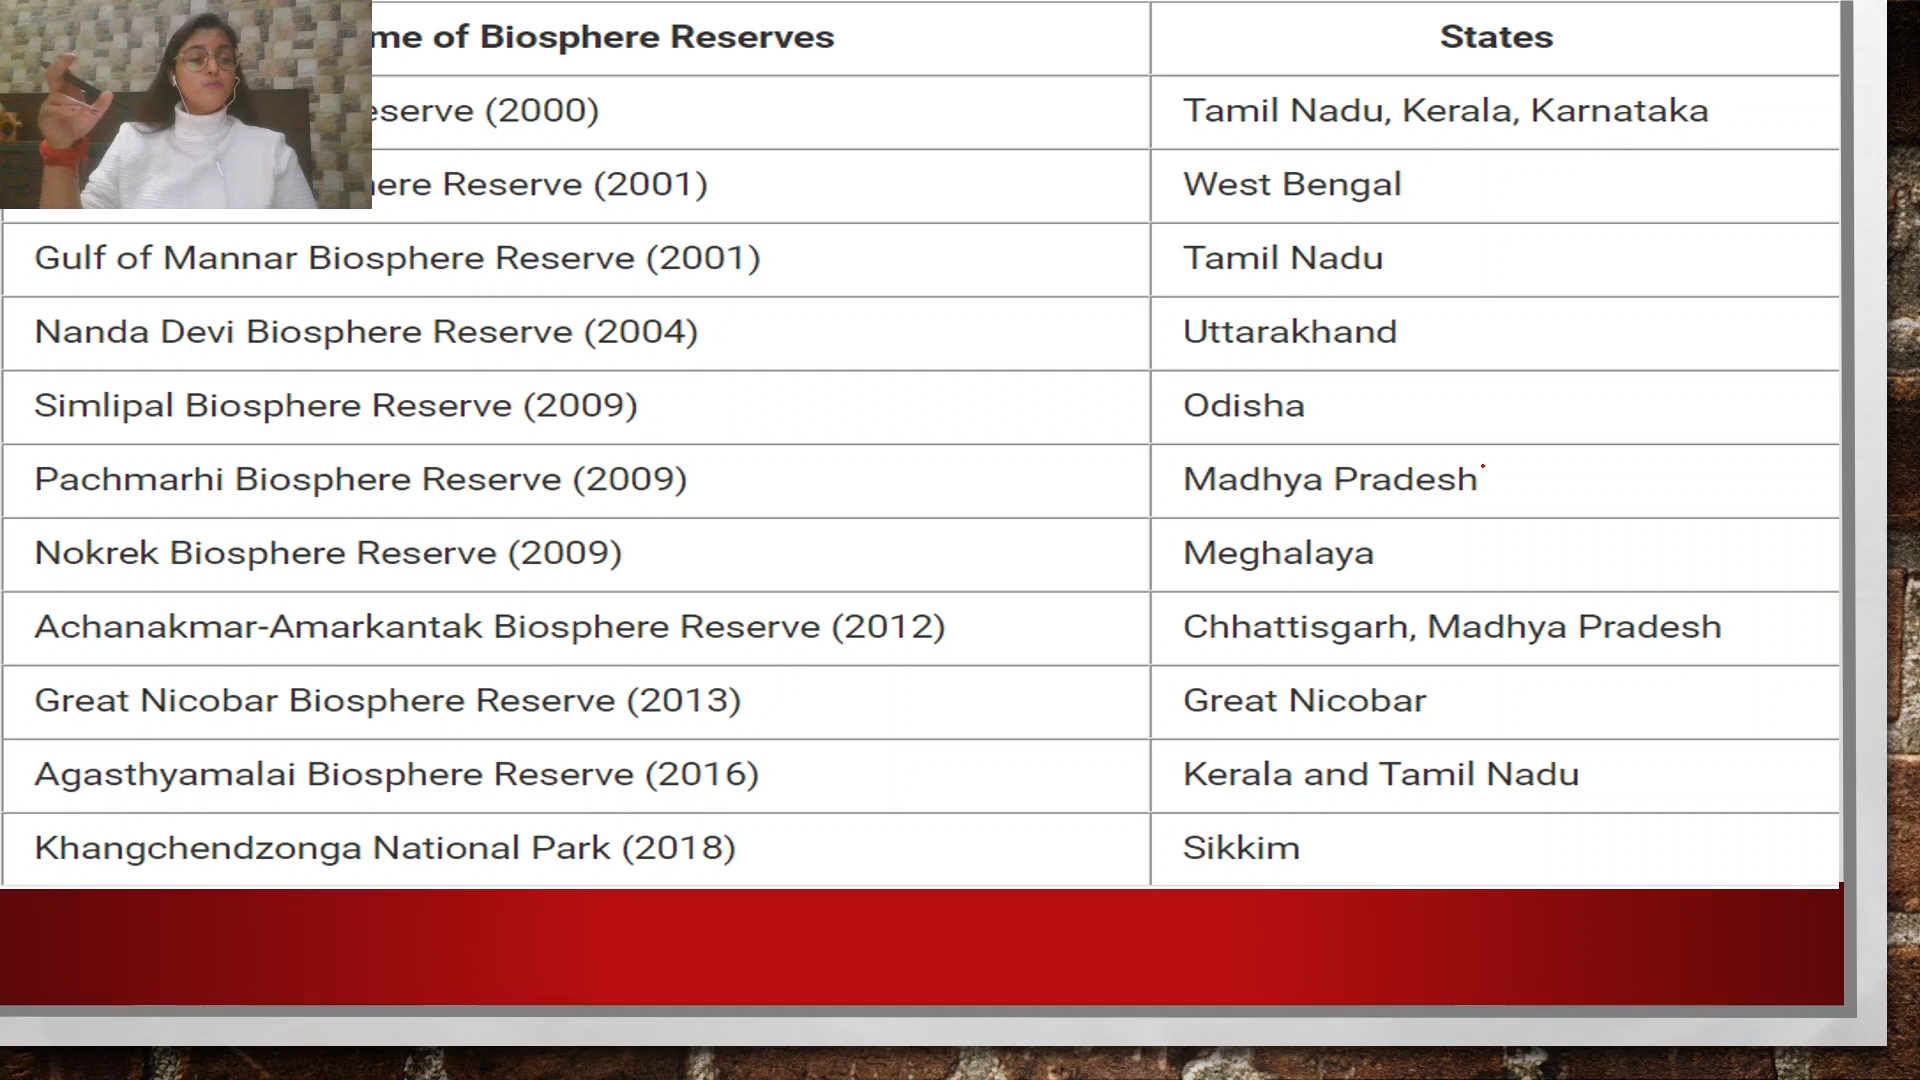 me of Biosphere Reserves States
eserve (2000) Tamil Nadu, Kerala, Karnataka
here Reserve (2001) West Bengal
Gulf of Mannar Biosphere Reserve (2001) Tamil Nadu
Nanda Devi Biosphere Reserve (2004) Uttarakhand
Simlipal Biosphere Reserve (2009) Odisha
Pachmarhi Biosphere Reserve (2009) Madhya Pradesh
Nokrek Biosphere Reserve (2009) Meghalaya
Achanakmar-Amarkantak Biosphere Reserve (2012) Chhattisgarh, Madhya Pradesh
Great Nicobar Biosphere Reserve (2013) Great Nicobar
Agasthyamalai Biosphere Reserve (2016) Kerala and Tamil Nadu
Khangchendzonga National Park (2018) Sikkim